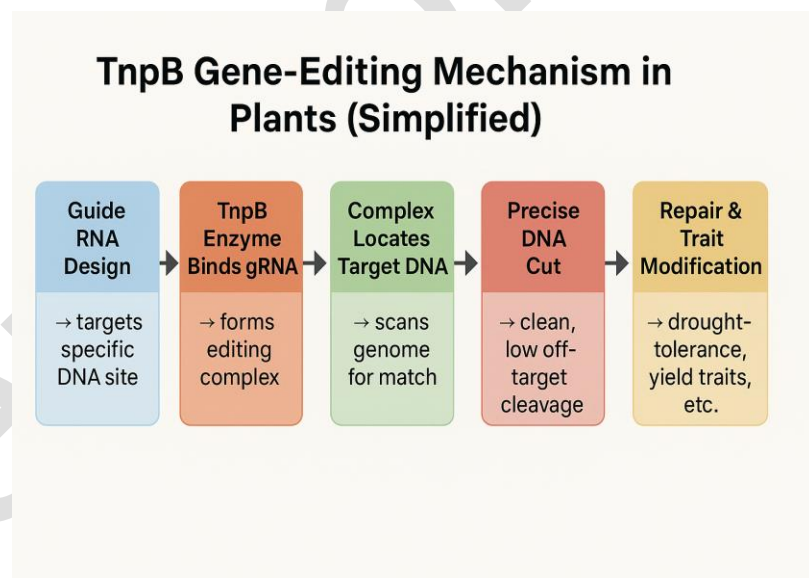 TnpB Gene-Editing Mechanism in
Plants (Simplified)
Guide
RNA
Design
→ targets
specific
DNA site
TnpB
Enzyme
Binds gRNA
→ forms
editing
complex
Complex
Locates
Target DNA
→ scans
genome
for match
Precise
DNA
Cut
→ clean,
low off-
target
cleavage
Repair &
Trait
Modification
→ drought-
tolerance,
yield traits,
etc.